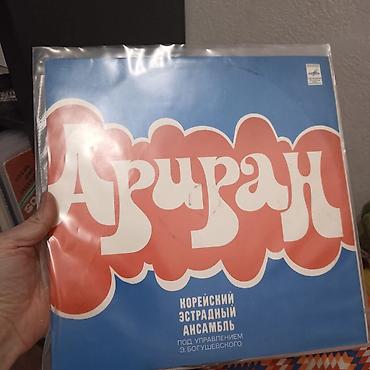 Ариран
КОРЕЙСКИЙ
ЭСТРАДНЫЙ
АНСАМБЛЬ
ПОД УПРАВЛЕНИЕМ
Э. БОГУШЕВСКОГО